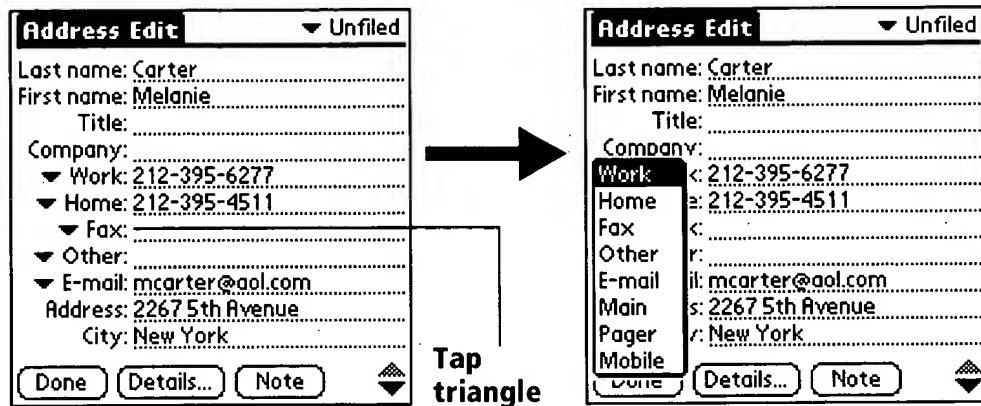 Address Edit Unfiled
Last name: Carter
First name: Melanie
Title:
Company:
Work: 212-395-6277
Home: 212-395-4511
Fax:
Other:
E-mail: mcarter@aol.com
Address: 2267 5th Avenue
City: New York
Done Details... Note
Tap
triangle
Address Edit Unfiled
Last name: Carter
First name: Melanie
Title:
Company:
Work k: 212-395-6277
Home e: 212-395-4511
Fax x:
Other r:
E-mail il: mcarter@aol.com
Main s: 2267 5th Avenue
Pager y: New York
Mobile
Done Details... Note